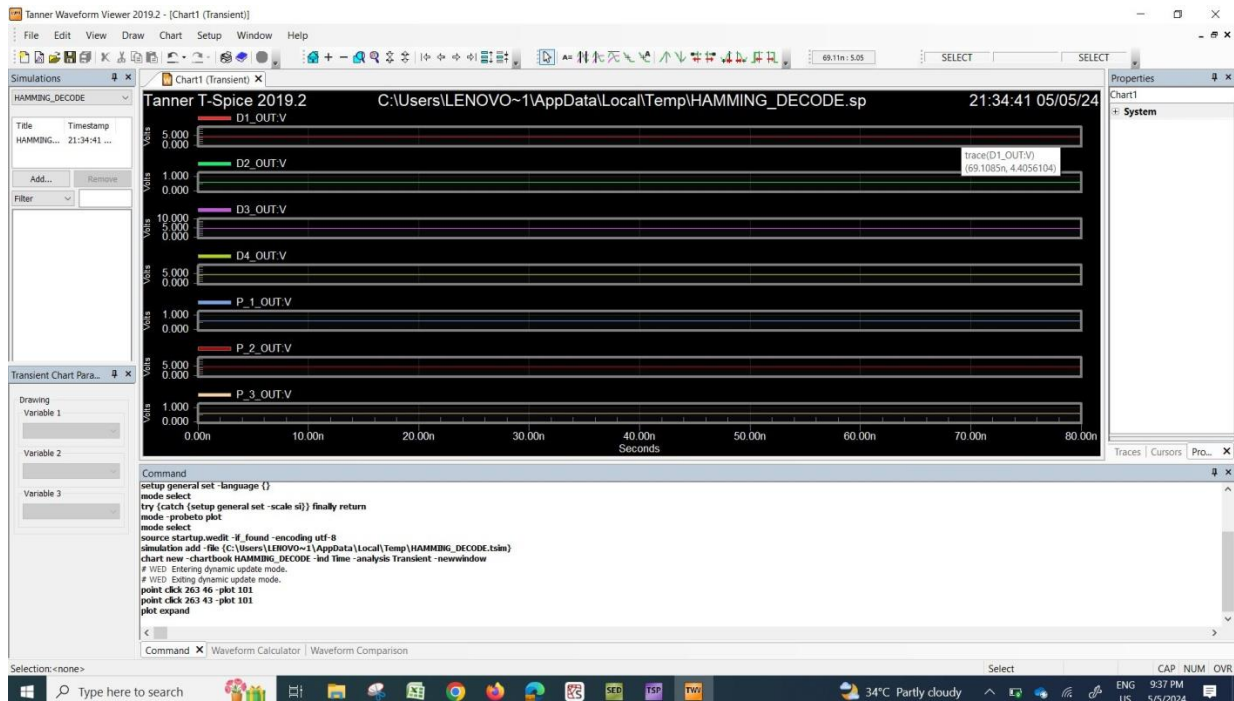 Tanner Waveform Viewer 2019.2 - [Chart1 (Transient)]
File Edit View Draw Chart Setup Window Help
69.11n : 5.05 SELECT SELECT
Simulations
HAMMING_DECODE
Title Timestamp
HAMMING... 21:34:41 ...
Add... Remove
Filter
Chart1 (Transient)
Tanner T-Spice 2019.2 C:\Users\LENOVO~1\AppData\Local\Temp\HAMMING_DECODE.sp 21:34:41 05/05/24
D1_OUT:V
Volts
5.000
0.000
trace(D1_OUT:V)
(69.1085n, 4.4056104)
D2_OUT:V
Volts
1.000
0.000
D3_OUT:V
Volts
10.000
5.000
0.000
D4_OUT:V
Volts
5.000
0.000
P_1_OUT:V
Volts
1.000
0.000
P_2_OUT:V
Volts
5.000
0.000
P_3_OUT:V
Volts
1.000
0.000
0.00n 10.00n 20.00n 30.00n 40.00n 50.00n 60.00n 70.00n 80.00n
Seconds
Properties
Chart1
System
Traces Cursors Pro...
Transient Chart Para...
Drawing
Variable 1
Variable 2
Variable 3
Command
setup general set -language {}
mode select
try {catch {setup general set -scale si}} finally return
mode -probeto plot
mode select
source startup.wedit -if_found -encoding utf-8
simulation add -file {C:\Users\LENOVO~1\AppData\Local\Temp\HAMMING_DECODE.tsim}
chart new -chartbook HAMMING_DECODE -ind Time -analysis Transient -newwindow
# WED Entering dynamic update mode.
# WED Exiting dynamic update mode.
point click 263 46 -plot 101
point click 263 43 -plot 101
plot expand
Command Waveform Calculator Waveform Comparison
Selection:<none> Select CAP NUM OVR
Type here to search
SED TSP TWV
34°C Partly cloudy
ENG
US
9:37 PM
5/5/2024